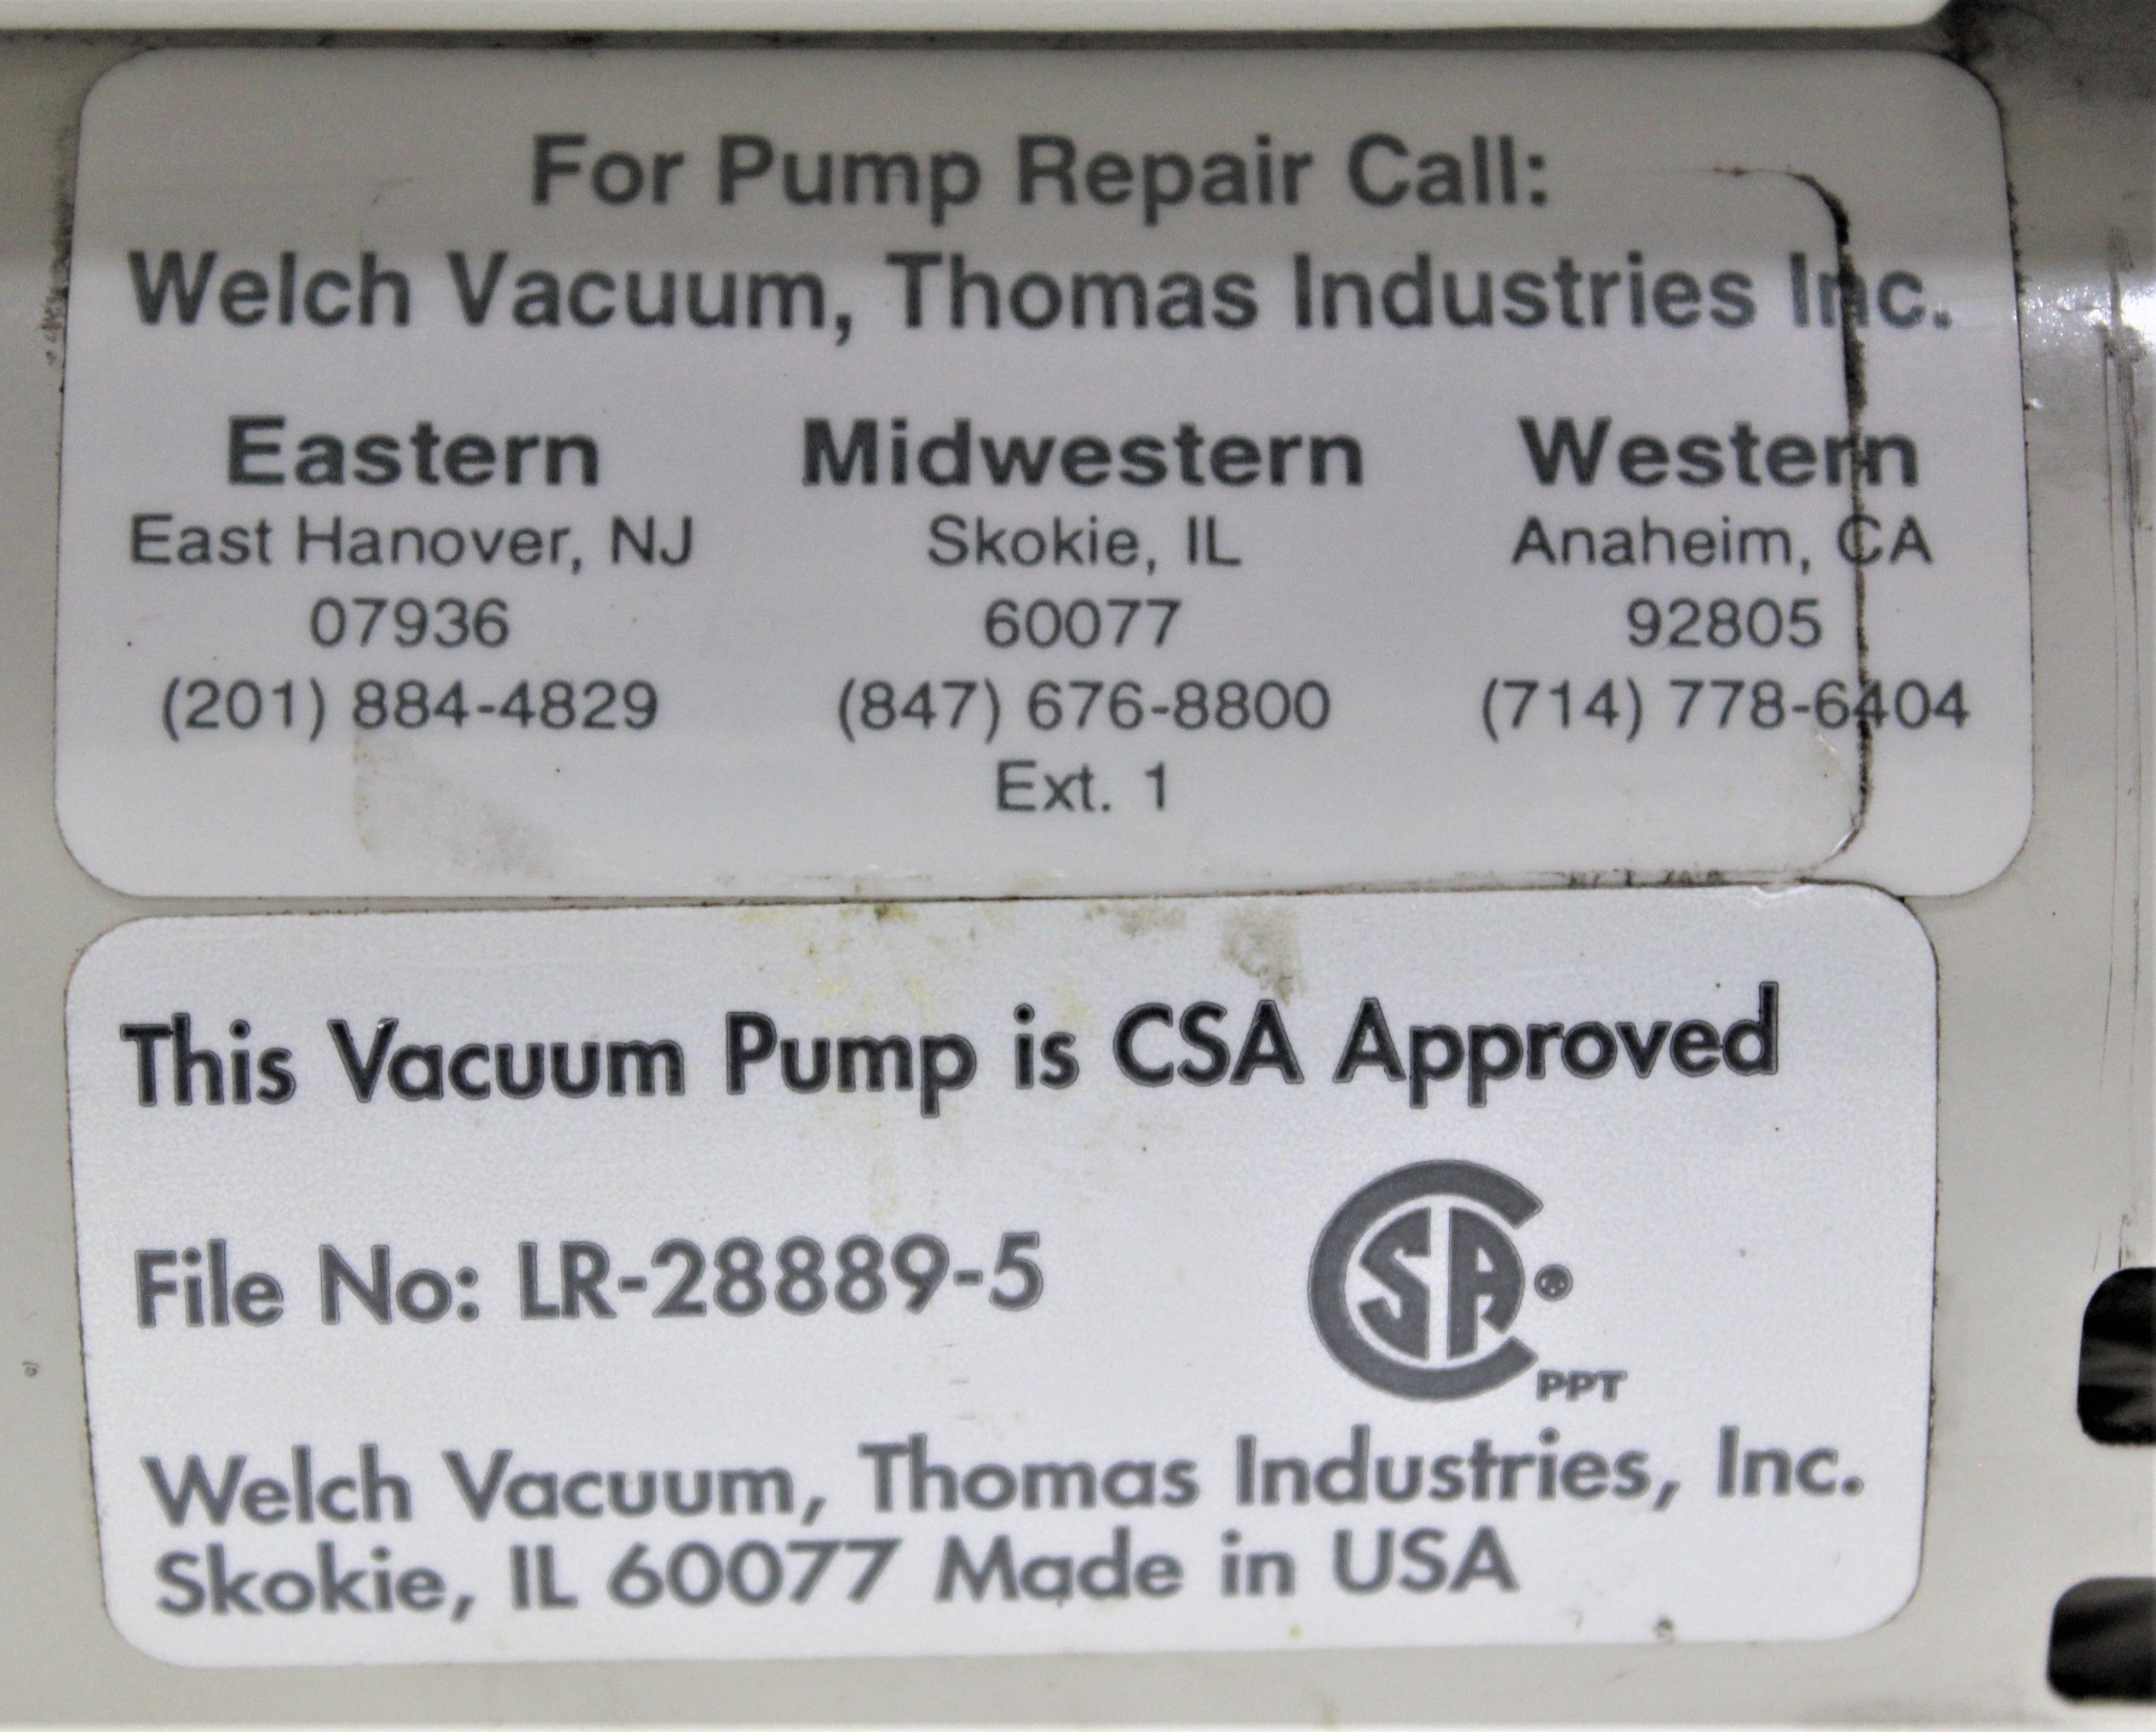 For Pump Repair Call:
Welch Vacuum, Thomas Industries Inc.
Eastern
East Hanover, NJ
07936
(201) 884-4829
Midwestern
Skokie, IL
60077
(847) 676-8800
Ext. 1
Western
Anaheim, CA
92805
(714) 778-6404
This Vacuum Pump is CSA Approved
File No: LR-28889-5
CSA®
PPT
Welch Vacuum, Thomas Industries, Inc.
Skokie, IL 60077 Made in USA